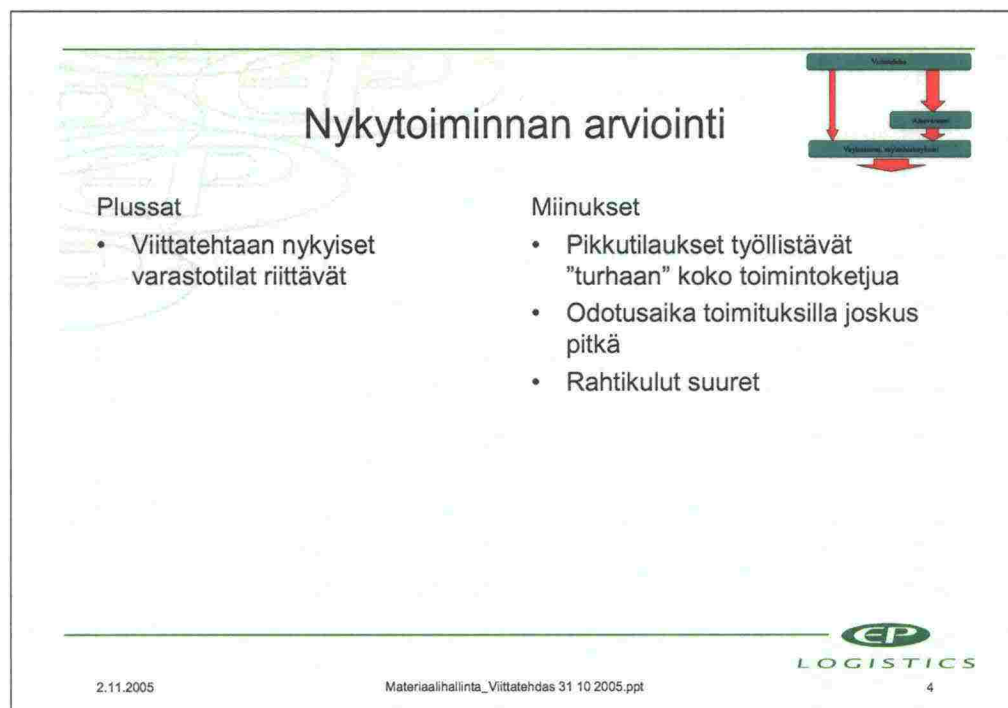 Nykytoiminnan arviointi
Plussat
• Viittatehtaan nykyiset
varastotilat riittävät
Miinukset
• Pikkutilaukset työllistävät
”turhaan” koko toimintoketjua
• Odotusaika toimituksilla joskus
pitkä
• Rahtikulut suuret
EP
LOGISTICS
2.11.2005
Materiaalihallinta_Viittatehdas 31 10 2005.ppt
4